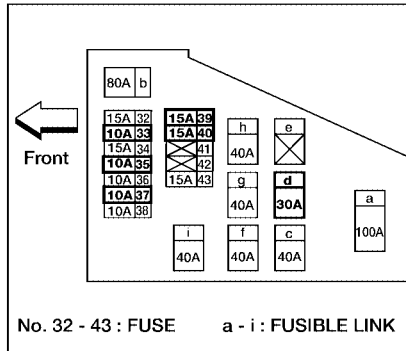 80A b
15A 32
10A 33
15A 34
10A 35
10A 36
10A 37
10A 38
15A 39
15A 40
41
42
15A 43
Front
h
40A
e
g
40A
d
30A
a
100A
i
40A
f
40A
c
40A
No. 32 - 43 : FUSE a - i : FUSIBLE LINK